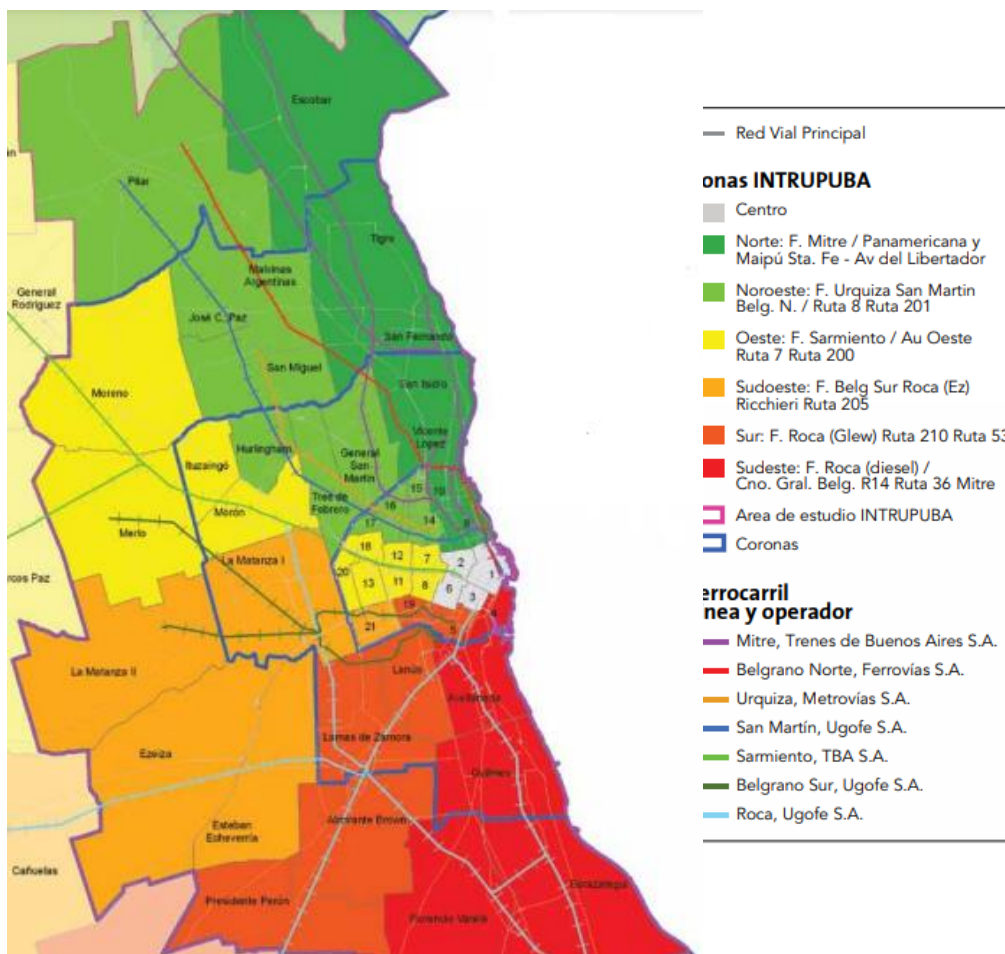 Escobar
Pilar
Tigre
Malvinas
Argentinas
General
Rodriguez
José C. Paz
San Fernando
San Miguel
San Isidro
Moreno
Vicente
López
Hurlingham
General
San
Martín
Ituzaingó
15
10
Tres de
Febrero
16
Morón
14
9
17
Merlo
La Matanza I
18
12
7
2
1
20
13
11
8
6
3
rcos Paz
19
4
21
5
La Matanza II
Lanús
Avellaneda
Lomas de Zamora
Ezeiza
Quilmes
Almirante Brown
Esteban
Echeverría
Cañuelas
Berazategui
Presidente Perón
Florencio Varela
Red Vial Principal
onas INTRUPUBA
Centro
Norte: F. Mitre / Panamericana y
Maipú Sta. Fe - Av del Libertador
Noroeste: F. Urquiza San Martin
Belg. N. / Ruta 8 Ruta 201
Oeste: F. Sarmiento / Au Oeste
Ruta 7 Ruta 200
Sudoeste: F. Belg Sur Roca (Ez)
Ricchieri Ruta 205
Sur: F. Roca (Glew) Ruta 210 Ruta 53
Sudeste: F. Roca (diesel) /
Cno. Gral. Belg. R14 Ruta 36 Mitre
Area de estudio INTRUPUBA
Coronas
errocarril
nea y operador
Mitre, Trenes de Buenos Aires S.A.
Belgrano Norte, Ferrovías S.A.
Urquiza, Metrovías S.A.
San Martín, Ugofe S.A.
Sarmiento, TBA S.A.
Belgrano Sur, Ugofe S.A.
Roca, Ugofe S.A.